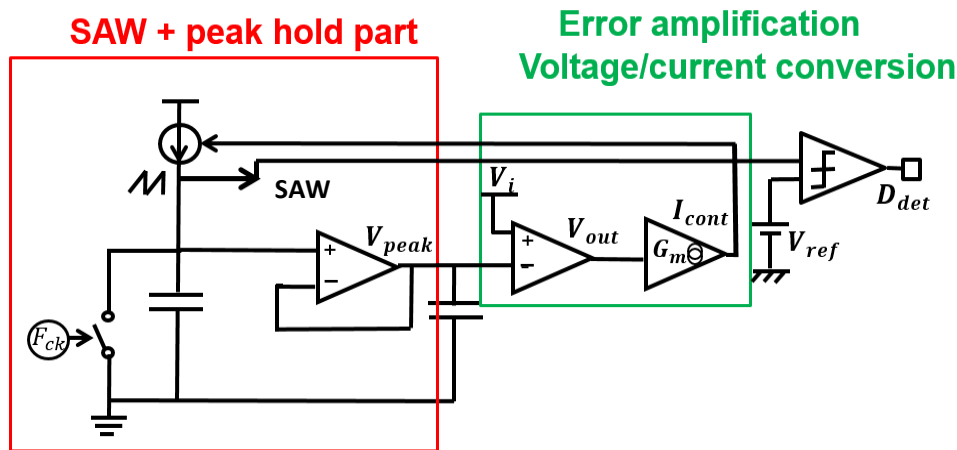 SAW + peak hold part
Error amplification
Voltage/current conversion
SAW
V_i
V_peak
V_out
I_cont
G_m
D_det
V_ref
F_ck
+
−
+
−